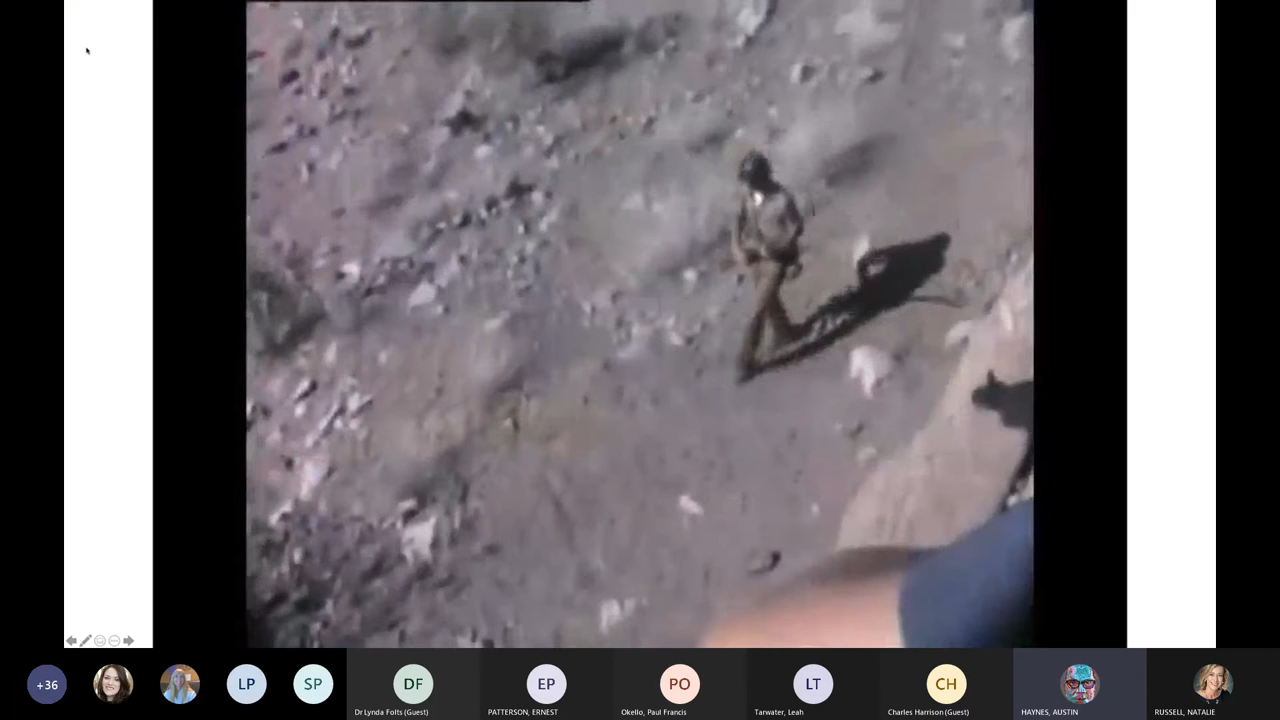 +36
LP
SP
DF
EP
PO
LT
CH
Dr Lynda Folts (Guest)
PATTERSON, ERNEST
Okello, Paul Francis
Tarwater, Leah
Charles Harrison (Guest)
HAYNES, AUSTIN
RUSSELL, NATALIE